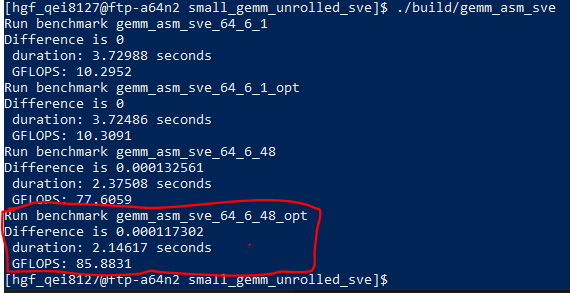 [hgf_qei8127@ftp-a64n2 small_gemm_unrolled_sve]$ ./build/gemm_asm_sve
Run benchmark gemm_asm_sve_64_6_1
Difference is 0
 duration: 3.72988 seconds
 GFLOPS: 10.2952
Run benchmark gemm_asm_sve_64_6_1_opt
Difference is 0
 duration: 3.72486 seconds
 GFLOPS: 10.3091
Run benchmark gemm_asm_sve_64_6_48
Difference is 0.000132561
 duration: 2.37508 seconds
 GFLOPS: 77.6059
Run benchmark gemm_asm_sve_64_6_48_opt
Difference is 0.000117302
 duration: 2.14617 seconds
 GFLOPS: 85.8831
[hgf_qei8127@ftp-a64n2 small_gemm_unrolled_sve]$